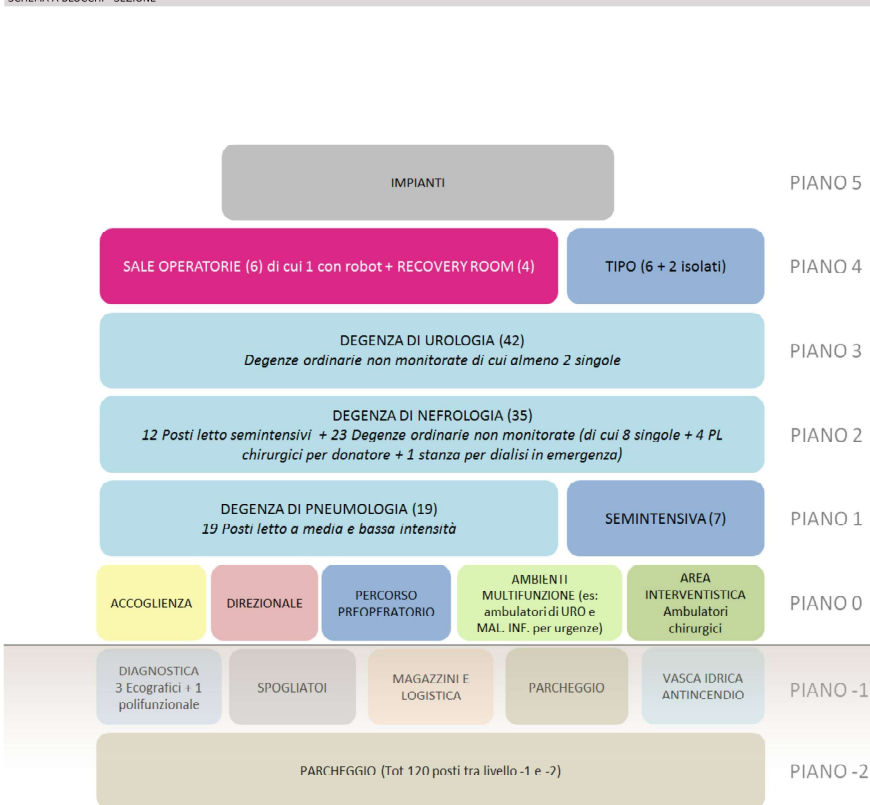 SCHEMA A BLOCCHI - SEZIONE
IMPIANTI
PIANO 5
SALE OPERATORIE (6) di cui 1 con robot + RECOVERY ROOM (4)
TIPO (6 + 2 isolati)
PIANO 4
DEGENZA DI UROLOGIA (42)
Degenze ordinarie non monitorate di cui almeno 2 singole
PIANO 3
DEGENZA DI NEFROLOGIA (35)
12 Posti letto semintensivi + 23 Degenze ordinarie non monitorate (di cui 8 singole + 4 PL
chirurgici per donatore + 1 stanza per dialisi in emergenza)
PIANO 2
DEGENZA DI PNEUMOLOGIA (19)
19 Posti letto a media e bassa intensità
SEMINTENSIVA (7)
PIANO 1
ACCOGLIENZA
DIREZIONALE
PERCORSO
PREOPERATORIO
AMBIENTI
MULTIFUNZIONE (es:
ambulatori di URO e
MAL. INF. per urgenze)
AREA
INTERVENTISTICA
Ambulatori
chirurgici
PIANO 0
DIAGNOSTICA
3 Ecografici + 1
polifunzionale
SPOGLIATOI
MAGAZZINI E
LOGISTICA
PARCHEGGIO
VASCA IDRICA
ANTINCENDIO
PIANO -1
PARCHEGGIO (Tot 120 posti tra livello -1 e -2)
PIANO -2